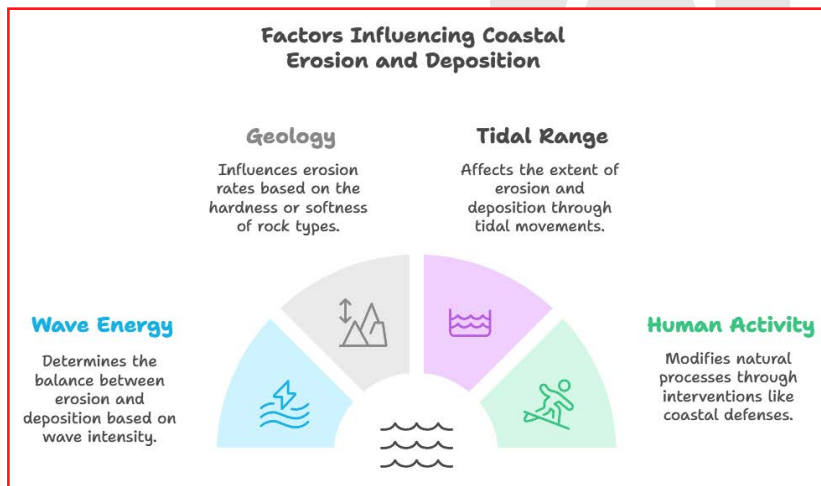 Factors Influencing Coastal
Erosion and Deposition
Geology
Influences erosion
rates based on the
hardness or softness
of rock types.
Tidal Range
Affects the extent of
erosion and
deposition through
tidal movements.
Wave Energy
Determines the
balance between
erosion and
deposition based on
wave intensity.
Human Activity
Modifies natural
processes through
interventions like
coastal defenses.